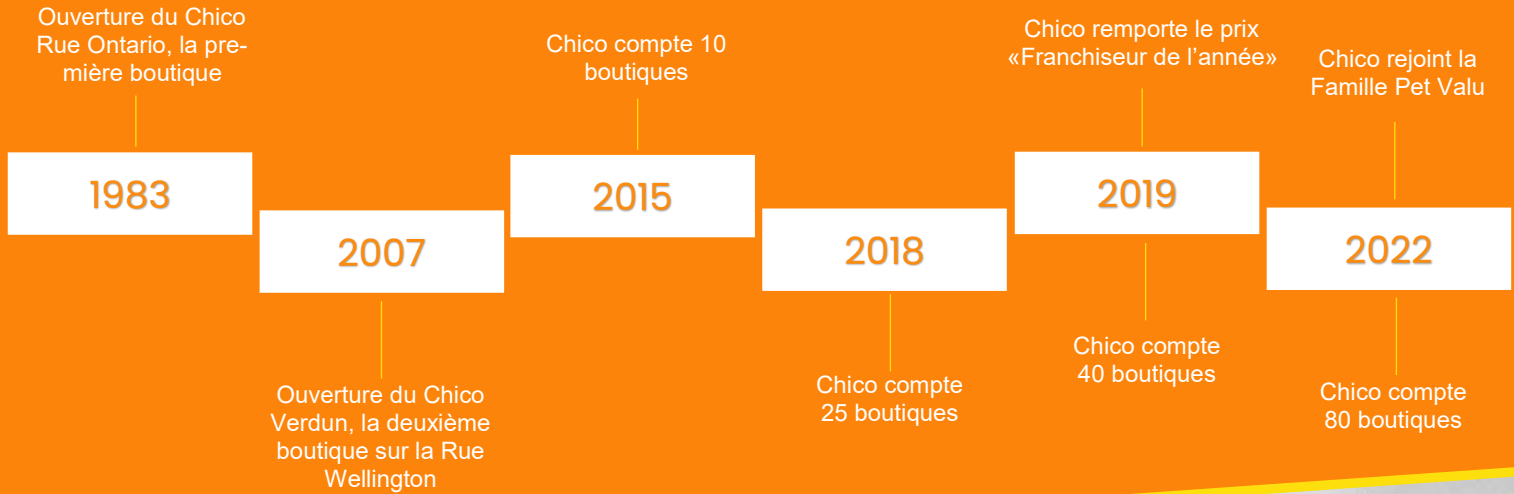 Ouverture du Chico
Rue Ontario, la pre-
mière boutique
1983
2007
Ouverture du Chico
Verdun, la deuxième
boutique sur la Rue
Wellington
Chico compte 10
boutiques
2015
2018
Chico compte
25 boutiques
Chico remporte le prix
«Franchiseur de l’année»
2019
Chico compte
40 boutiques
Chico rejoint la
Famille Pet Valu
2022
Chico compte
80 boutiques